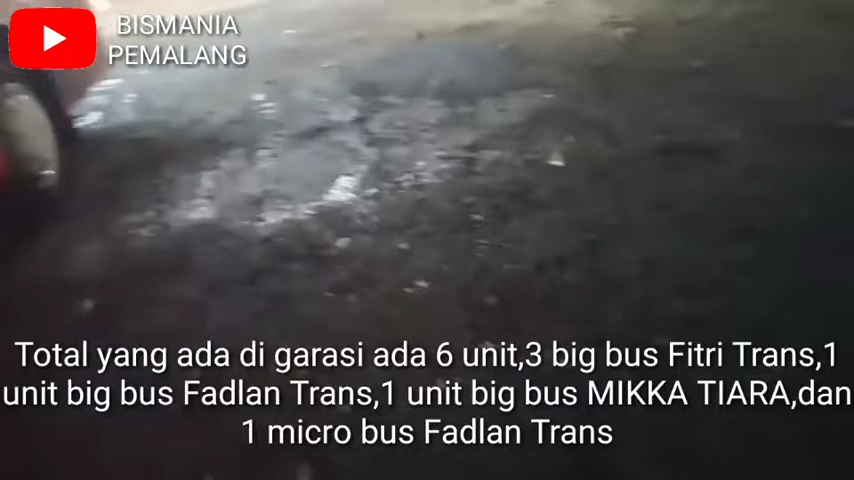 BISMANIA
PEMALANG
Total yang ada di garasi ada 6 unit,3 big bus Fitri Trans,1
unit big bus Fadlan Trans,1 unit big bus MIKKA TIARA,dan
1 micro bus Fadlan Trans